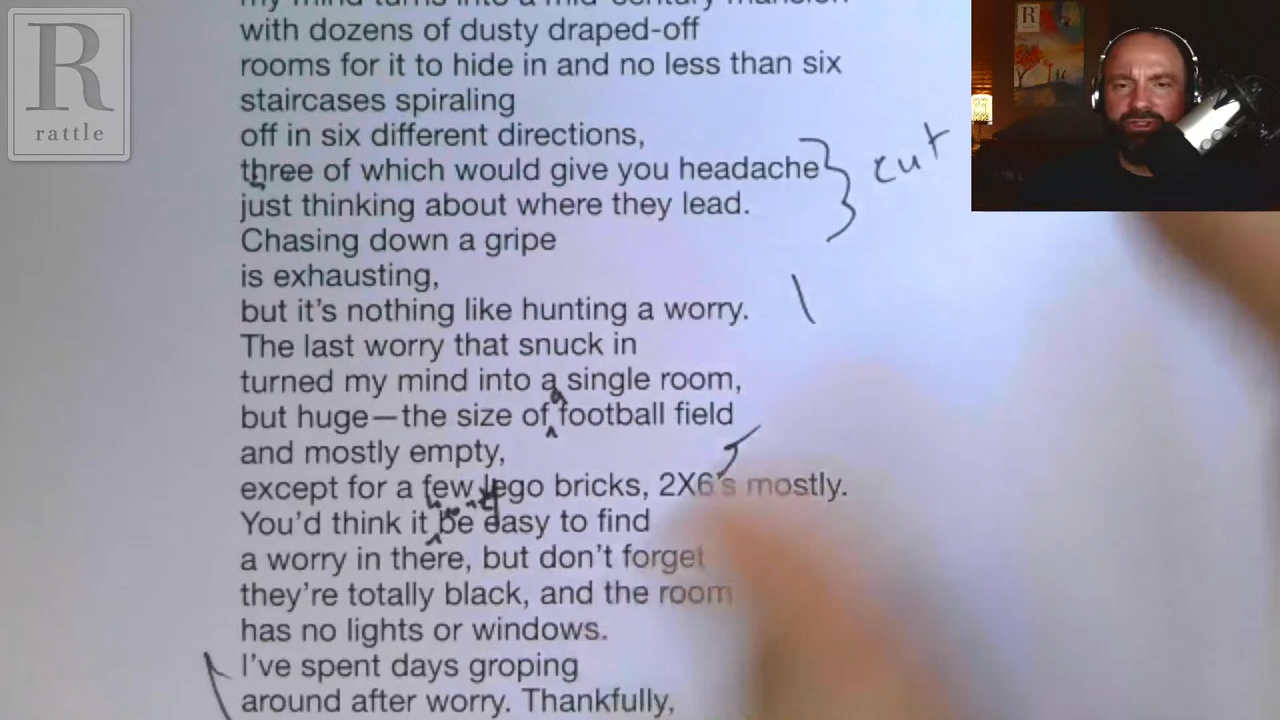 R
rattle
my mind turns into a mid-century mansion
with dozens of dusty draped-off
rooms for it to hide in and no less than six
staircases spiraling
off in six different directions,
three of which would give you headache
just thinking about where they lead.
cut
Chasing down a gripe
is exhausting,
but it's nothing like hunting a worry.
The last worry that snuck in
turned my mind into a single room,
but huge—the size of football field
a
and mostly empty,
except for a few lego bricks, 2X6's mostly.
You'd think it be easy to find
a worry in there, but don't forget
they're totally black, and the room
has no lights or windows.
I've spent days groping
around after worry. Thankfully,